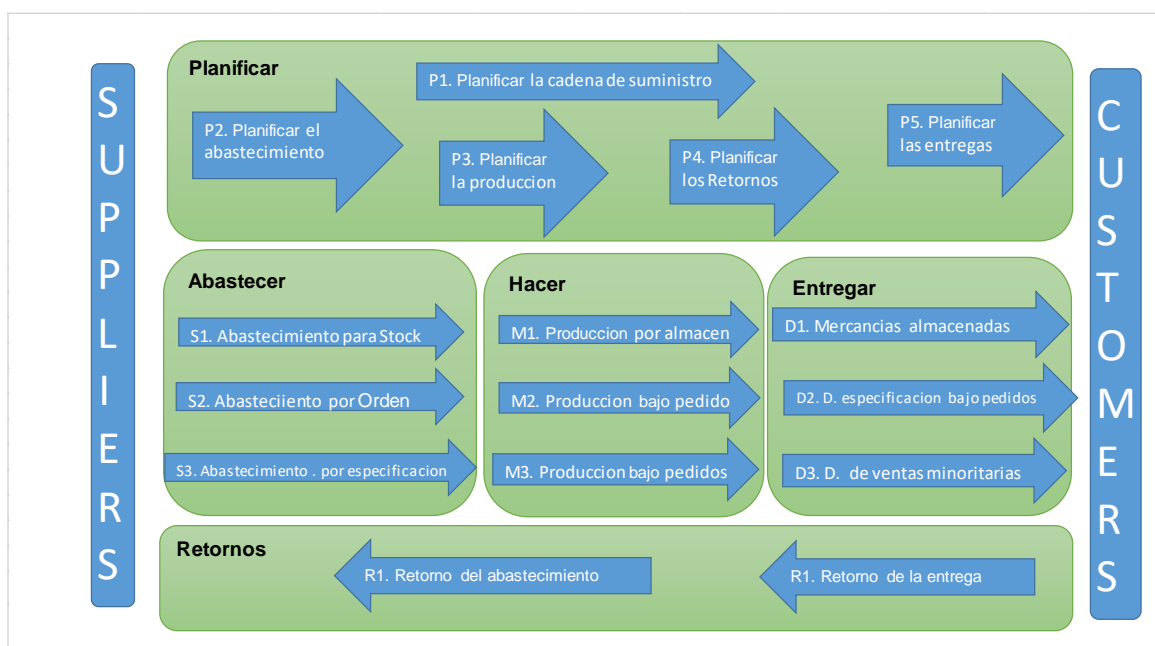 SUPPLIERS
Planificar
P1. Planificar la cadena de suministro
P2. Planificar el
abastecimiento
P3. Planificar
la produccion
P4. Planificar
los Retornos
P5. Planificar
las entregas
Abastecer
S1. Abastecimiento para Stock
S2. Abasteciiento por Orden
S3. Abastecimiento . por especificacion
Hacer
M1. Produccion por almacen
M2. Produccion bajo pedido
M3. Produccion bajo pedidos
Entregar
D1. Mercancias almacenadas
D2. D. especificacion bajo pedidos
D3. D. de ventas minoritarias
Retornos
R1. Retorno del abastecimiento
R1. Retorno de la entrega
CUSTOMERS